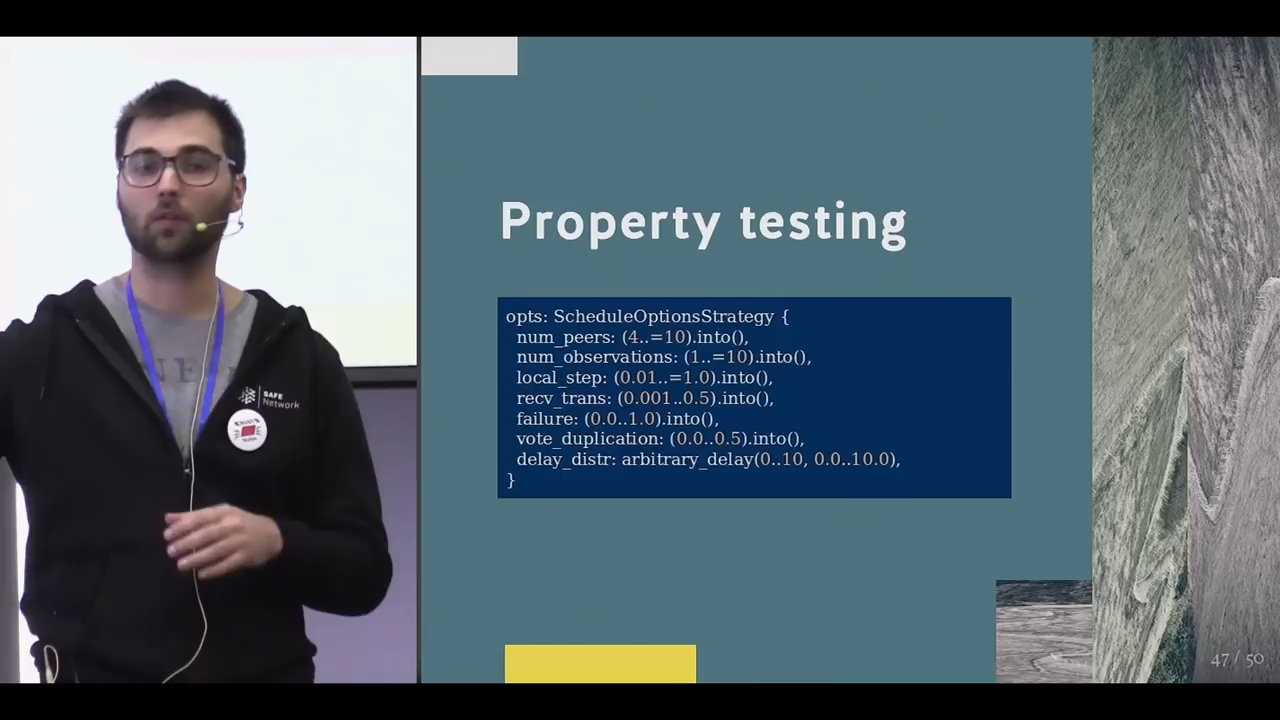 Property testing
opts: ScheduleOptionsStrategy {
num_peers: (4..=10).into(),
num_observations: (1..=10).into(),
local_step: (0.01..=1.0).into(),
recv_trans: (0.001..0.5).into(),
failure: (0.0..1.0).into(),
vote_duplication: (0.0..0.5).into(),
delay_distr: arbitrary_delay(0..10, 0.0..10.0),
}
SAFE
Network
47 / 50